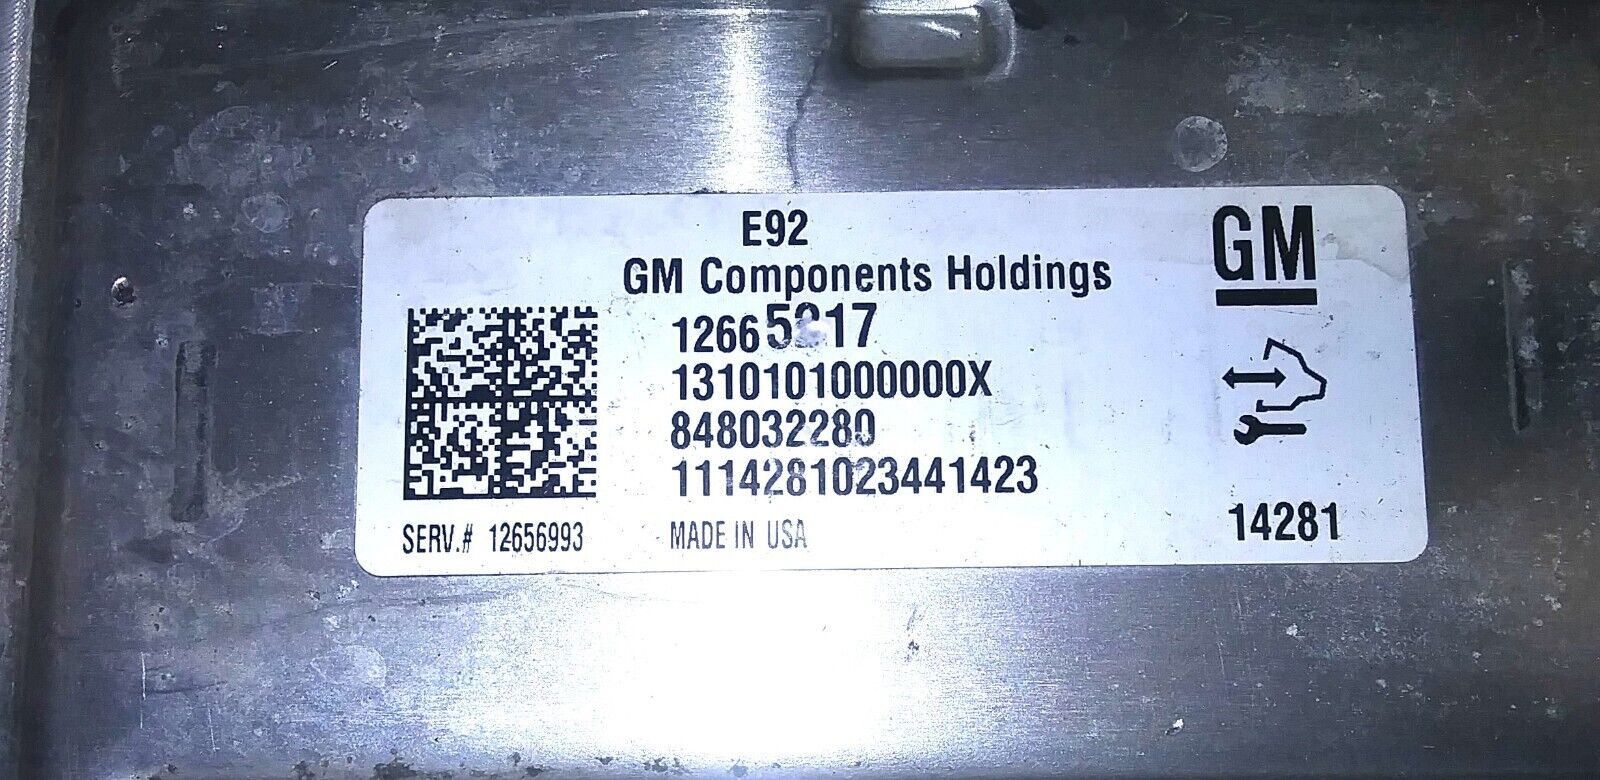 E92
GM Components Holdings
GM
1310101000000X
848032280
1114281023441423
SERV.# 12656993
MADE IN USA
14281